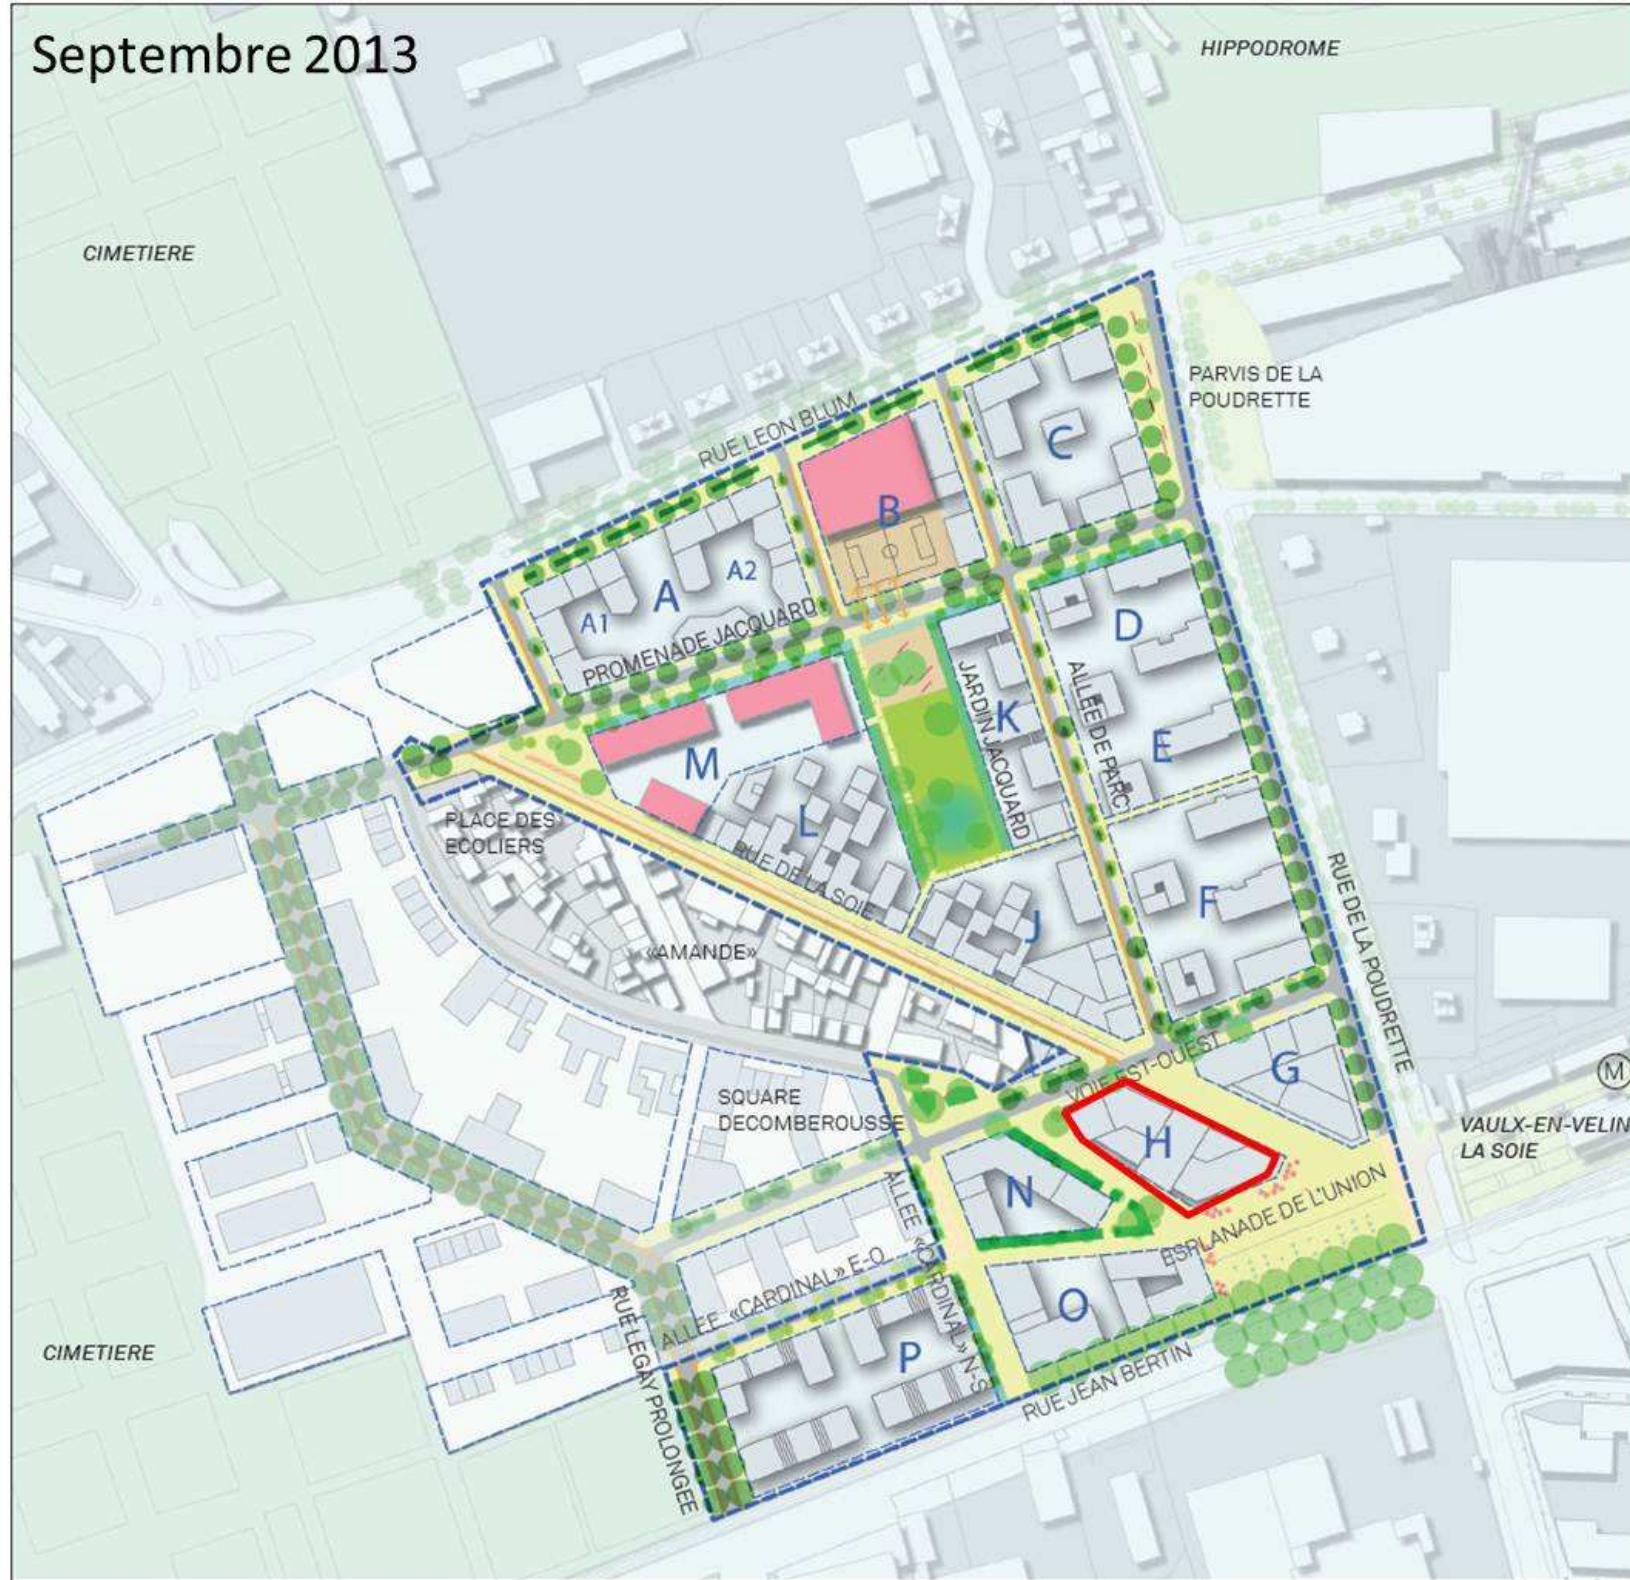 Septembre 2013
HIPPODROME
CIMETIERE
PARVIS DE LA
POUDRETTE
RUE LEON BLUM
C
B
A2
A
A1
PROMENADE JACQUARD
D
JARDIN JACQUARD
ALLEE DE PARC
K
E
M
PLACE DES
ECOLIERS
L
RUE DE LA SOIE
F
J
RUE DE LA POUDRETTE
«AMANDE»
VOIE EST-OUEST
G
M
SQUARE
DECOMBEROUSSE
VAULX-EN-VELIN
LA SOIE
H
N
ALLEE «CARDINAL» N-S
ESPLANADE DE L'UNION
ALLEE «CARDINAL» E-O
O
CIMETIERE
RUE LEGAY PROLONGEE
P
RUE JEAN BERTIN